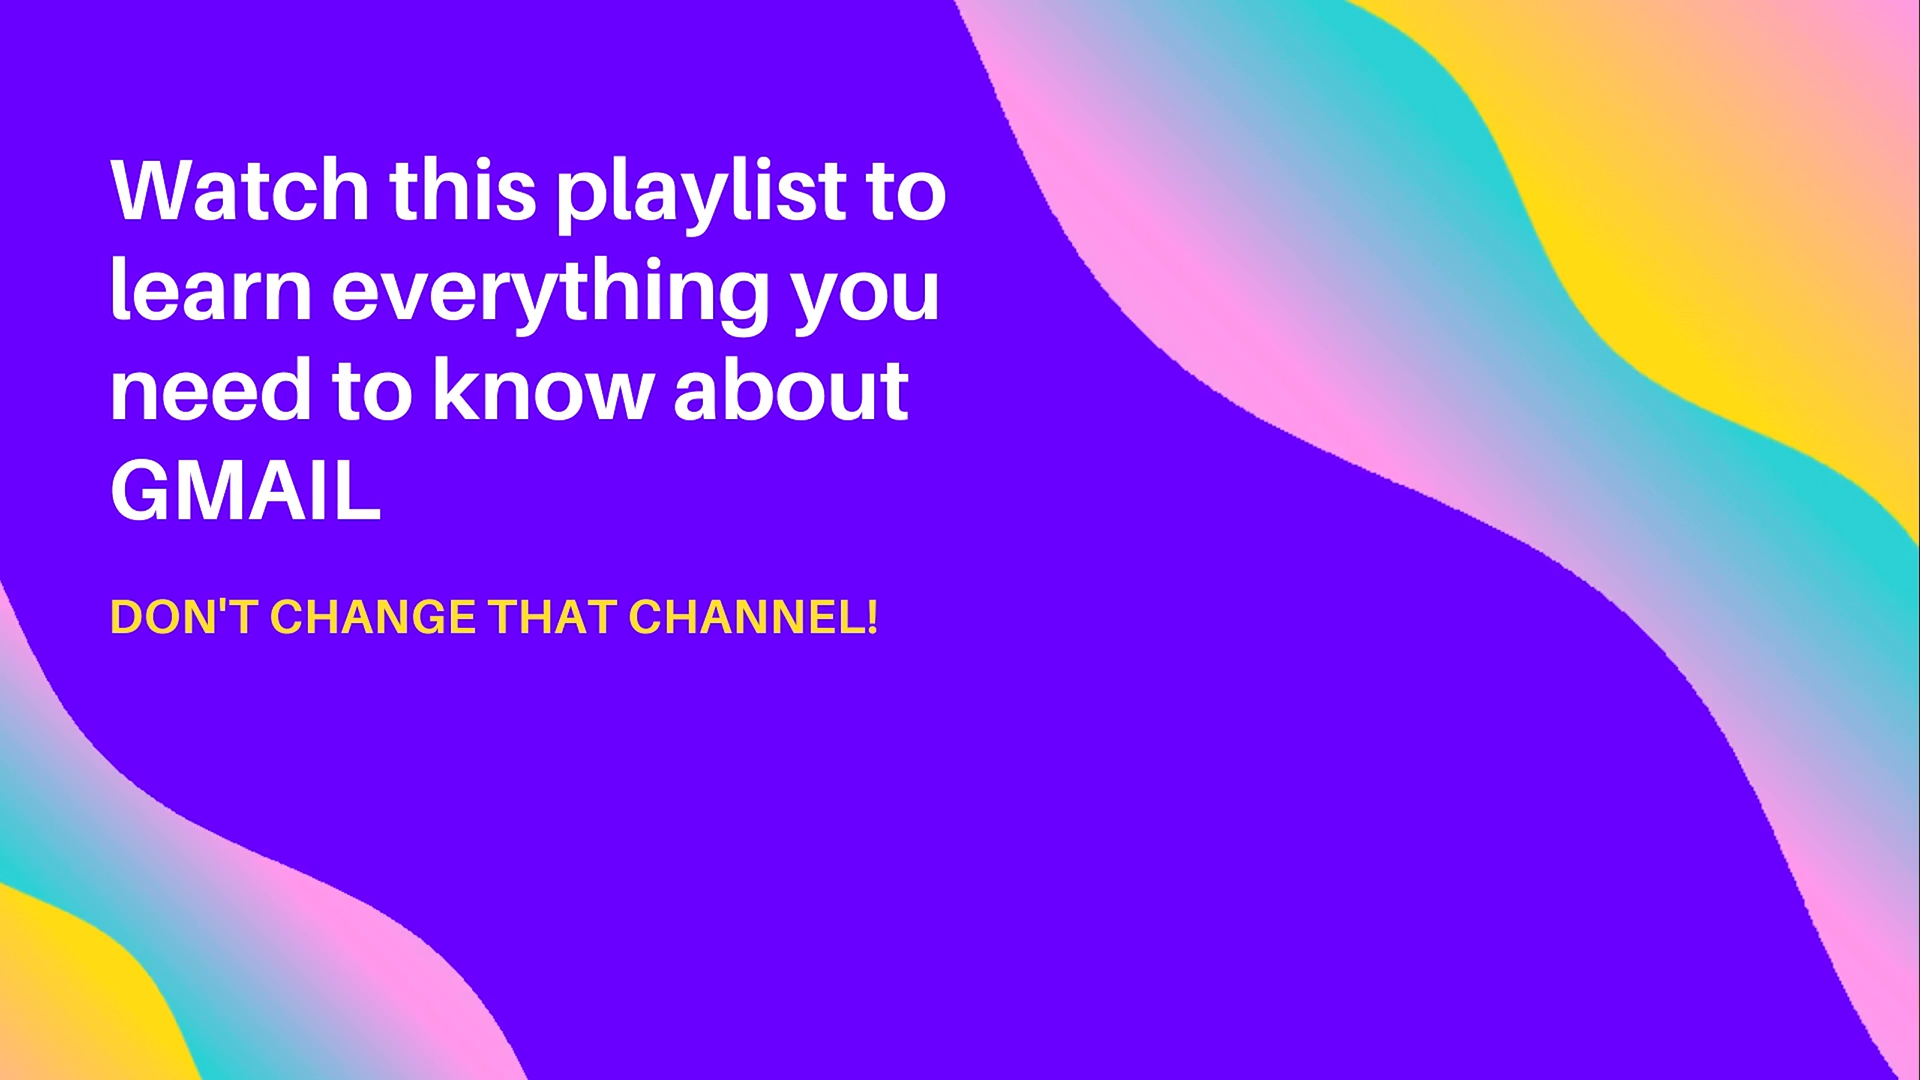 Watch this playlist to
learn everything you
need to know about
GMAIL
DON'T CHANGE THAT CHANNEL!